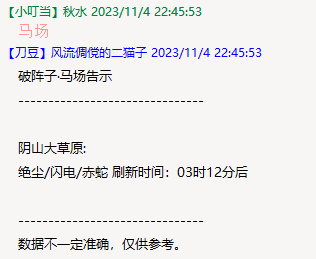 【小叮当】秋水 2023/11/4 22:45:53
马场
【刀豆】风流倜傥的二猫子 2023/11/4 22:45:53
破阵子·马场告示
-------------------------------
阴山大草原:
绝尘/闪电/赤蛇 刷新时间：03时12分后
-------------------------------
数据不一定准确，仅供参考。